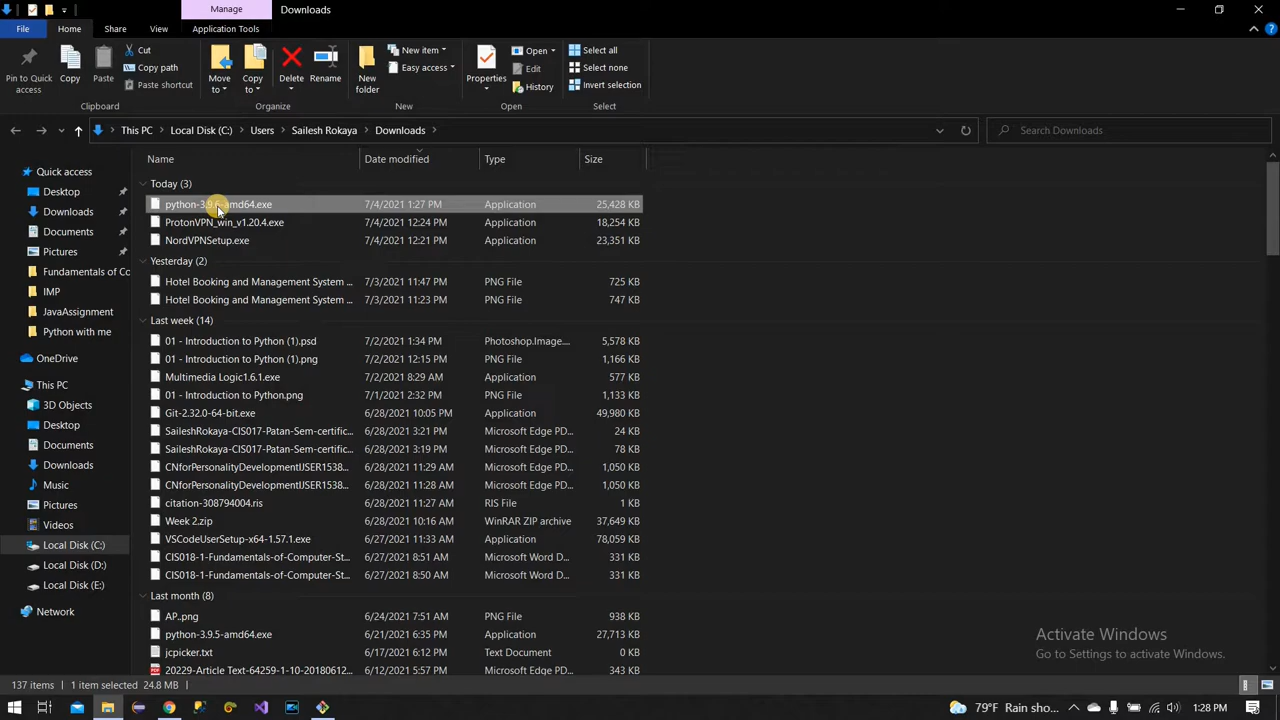 Manage
Downloads
File
Home
Share
View
Application Tools
Pin to Quick access
Copy
Paste
Cut
Copy path
Paste shortcut
Clipboard
Move to
Copy to
Delete
Rename
Organize
New folder
New item
Easy access
New
Properties
Open
Edit
History
Open
Select all
Select none
Invert selection
Select
This PC > Local Disk (C:) > Users > Sailesh Rokaya > Downloads >
Search Downloads
Quick access
Desktop
Downloads
Documents
Pictures
Fundamentals of Co
IMP
JavaAssignment
Python with me
OneDrive
This PC
3D Objects
Desktop
Documents
Downloads
Music
Pictures
Videos
Local Disk (C:)
Local Disk (D:)
Local Disk (E:)
Network
Name Date modified Type Size
Today (3)
python-3.9.6-amd64.exe 7/4/2021 1:27 PM Application 25,428 KB
ProtonVPN_win_v1.20.4.exe 7/4/2021 12:24 PM Application 18,254 KB
NordVPNSetup.exe 7/4/2021 12:21 PM Application 23,351 KB
Yesterday (2)
Hotel Booking and Management System ... 7/3/2021 11:47 PM PNG File 725 KB
Hotel Booking and Management System ... 7/3/2021 11:23 PM PNG File 747 KB
Last week (14)
01 - Introduction to Python (1).psd 7/2/2021 1:34 PM Photoshop.Image.... 5,578 KB
01 - Introduction to Python (1).png 7/2/2021 12:15 PM PNG File 1,166 KB
Multimedia Logic1.6.1.exe 7/2/2021 8:29 AM Application 577 KB
01 - Introduction to Python.png 7/1/2021 2:32 PM PNG File 1,133 KB
Git-2.32.0-64-bit.exe 6/28/2021 10:05 PM Application 49,980 KB
SaileshRokaya-CIS017-Patan-Sem-certific... 6/28/2021 3:21 PM Microsoft Edge PD... 24 KB
SaileshRokaya-CIS017-Patan-Sem-certific... 6/28/2021 3:19 PM Microsoft Edge PD... 78 KB
CNforPersonalityDevelopmentIJSER1538... 6/28/2021 11:29 AM Microsoft Edge PD... 1,050 KB
CNforPersonalityDevelopmentIJSER1538... 6/28/2021 11:28 AM Microsoft Edge PD... 1,050 KB
citation-308794004.ris 6/28/2021 11:27 AM RIS File 1 KB
Week 2.zip 6/28/2021 10:16 AM WinRAR ZIP archive 37,649 KB
VSCodeUserSetup-x64-1.57.1.exe 6/27/2021 11:33 AM Application 78,059 KB
CIS018-1-Fundamentals-of-Computer-St... 6/27/2021 8:51 AM Microsoft Word D... 331 KB
CIS018-1-Fundamentals-of-Computer-St... 6/27/2021 8:50 AM Microsoft Word D... 331 KB
Last month (8)
AP..png 6/24/2021 7:51 AM PNG File 938 KB
python-3.9.5-amd64.exe 6/21/2021 6:35 PM Application 27,713 KB
jcpicker.txt 6/17/2021 6:12 PM Text Document 0 KB
20229-Article Text-64259-1-10-20180612... 6/12/2021 5:57 PM Microsoft Edge PD... 343 KB
Activate Windows
Go to Settings to activate Windows.
137 items 1 item selected 24.8 MB
79°F Rain sho... 1:28 PM